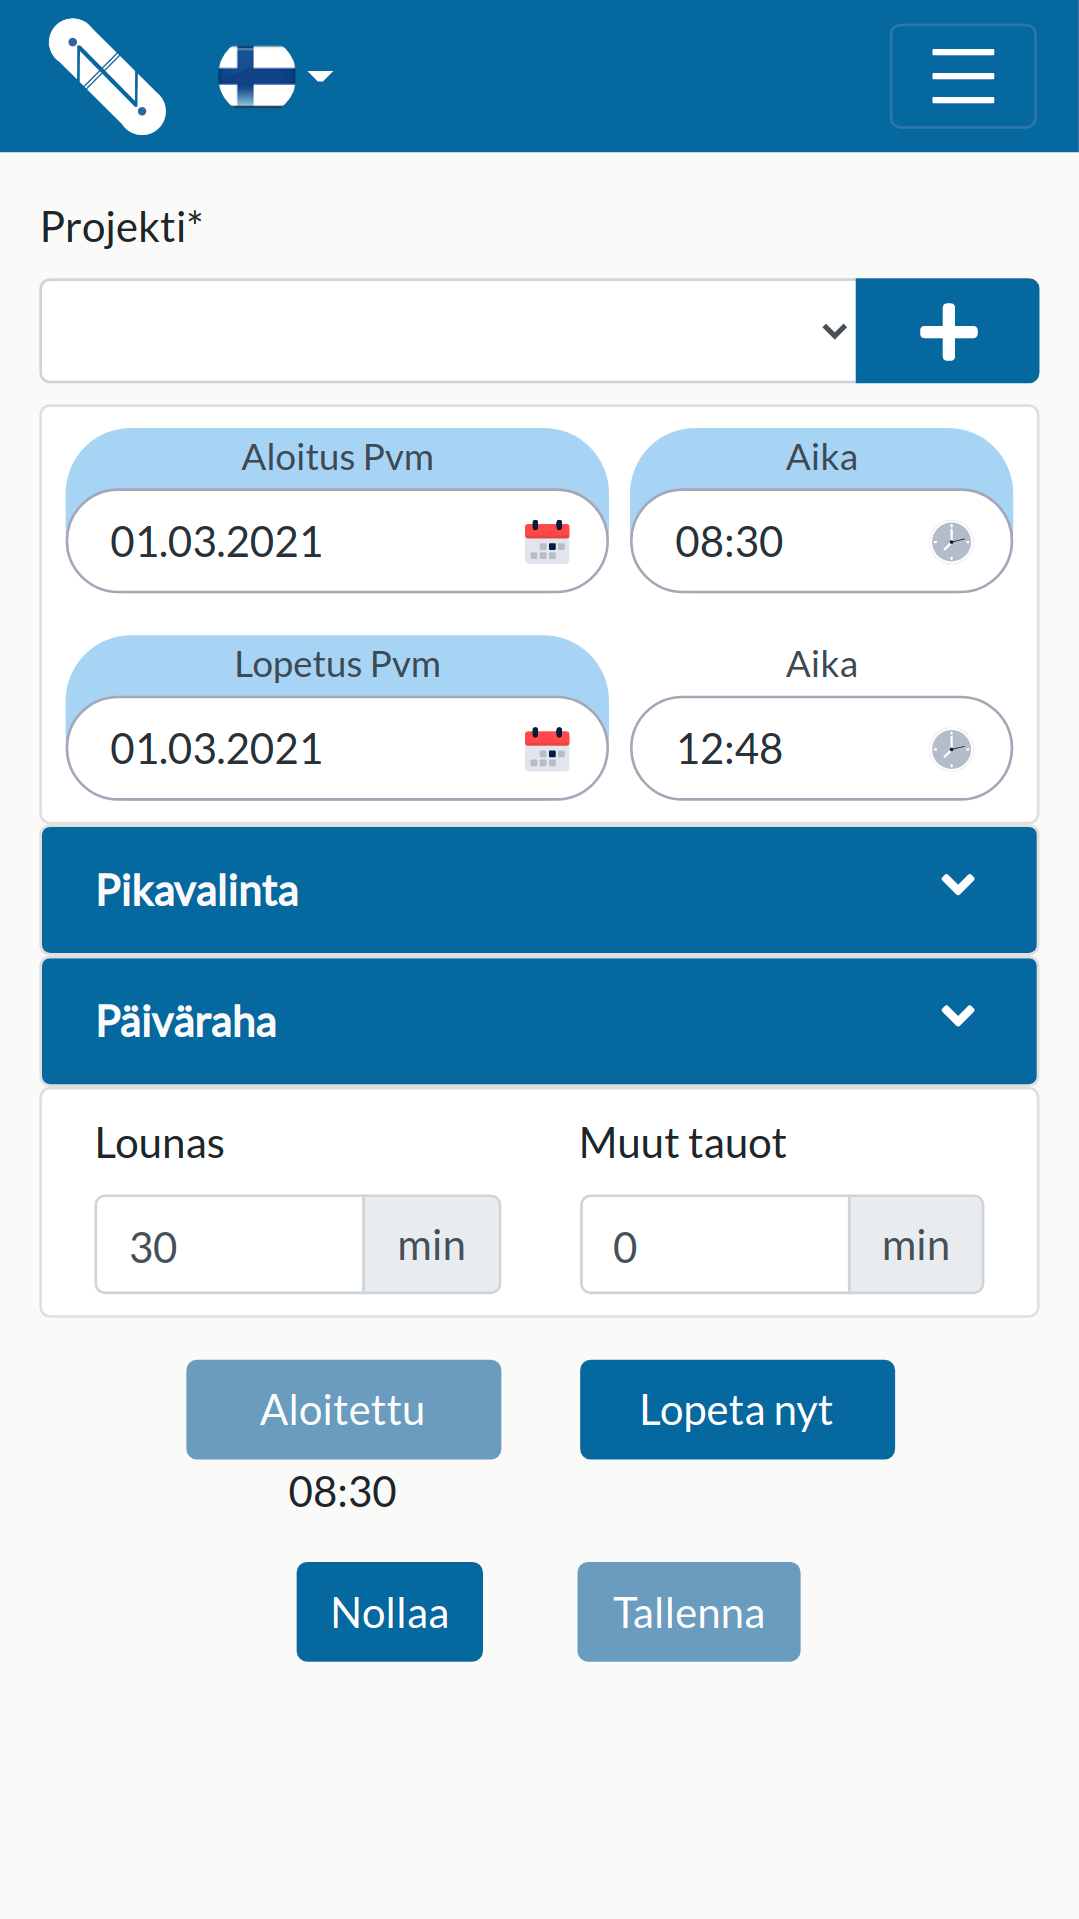 Projekti*
Aloitus Pvm
Aika
01.03.2021
08:30
Lopetus Pvm
Aika
01.03.2021
12:48
Pikavalinta
Päiväraha
Lounas
Muut tauot
30 min
0 min
Aloitettu
Lopeta nyt
08:30
Nollaa
Tallenna